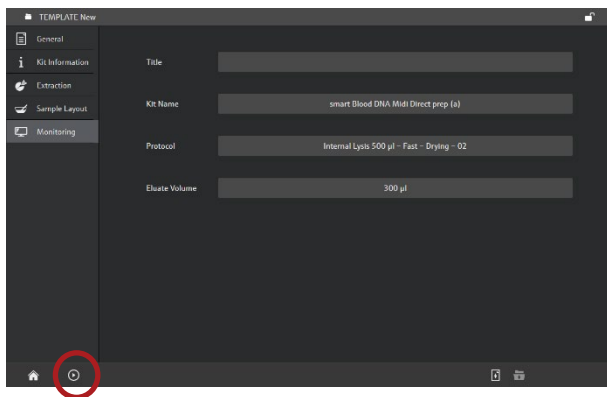 TEMPLATE New
General
Kit Information
Extraction
Sample Layout
Monitoring
Title
Kit Name
smart Blood DNA Midi Direct prep (a)
Protocol
Internal Lysis 500 µl – Fast – Drying – 02
Eluate Volume
300 µl